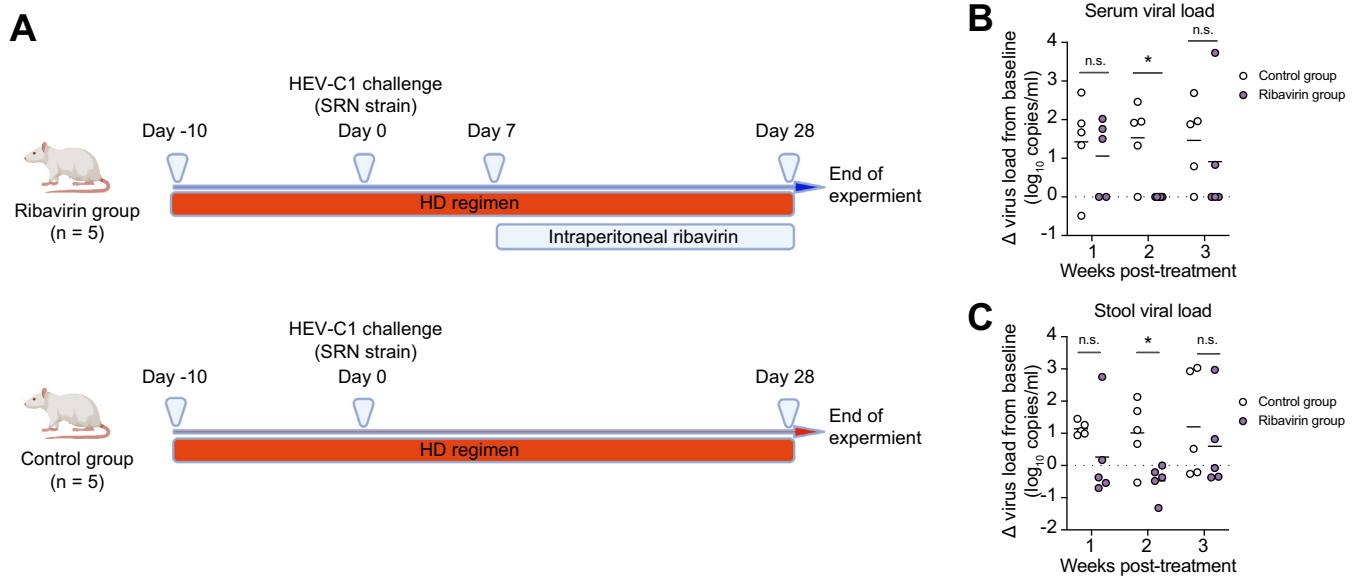 A
HEV-C1 challenge
(SRN strain)
Day -10
Day 0
Day 7
Day 28
End of
experment
HD regimen
Intraperitoneal ribavirin
Ribavirin group
(n = 5)
HEV-C1 challenge
(SRN strain)
Day -10
Day 0
Day 28
End of
experment
HD regimen
Control group
(n = 5)
B
Serum viral load
Δ virus load from baseline
(log10 copies/ml)
4
3
2
1
0
-1
n.s.
*
n.s.
1 2 3
Weeks post-treatment
Control group
Ribavirin group
C
Stool viral load
Δ virus load from baseline
(log10 copies/ml)
4
3
2
1
0
-1
-2
n.s.
*
n.s.
1 2 3
Weeks post-treatment
Control group
Ribavirin group